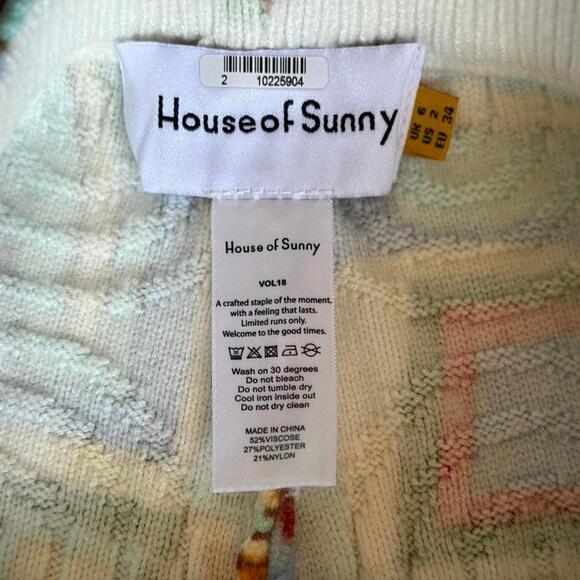 2 10225904
House of Sunny
UK 6
US 2
EU 34
House of Sunny
VOL18
A crafted staple of the moment,
with a feeling that lasts.
Limited runs only.
Welcome to the good times.
30
Wash on 30 degrees
Do not bleach
Do not tumble dry
Cool iron inside out
Do not dry clean
MADE IN CHINA
52%VISCOSE
27%POLYESTER
21%NYLON